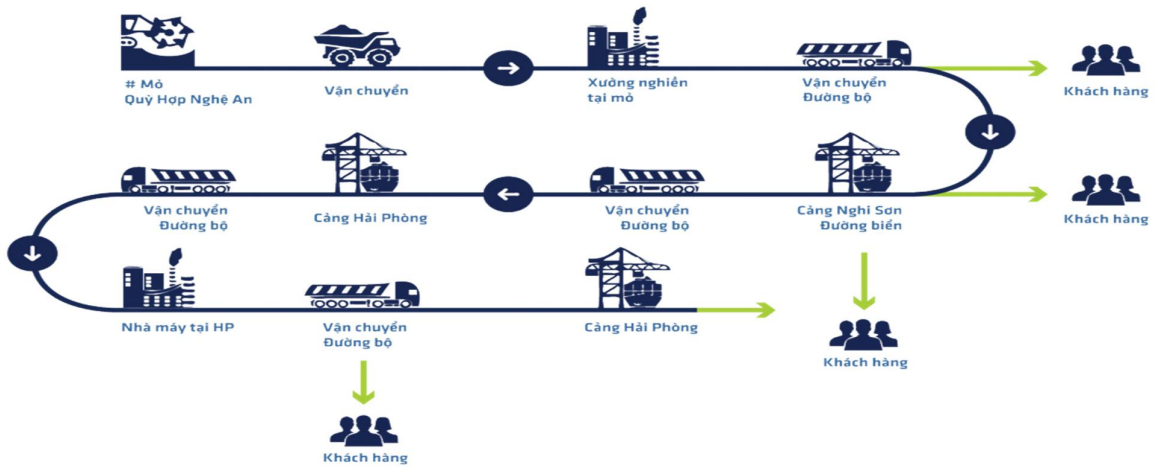 # Mỏ
Quỳ Hợp Nghệ An
Vận chuyển
Xưởng nghiền
tại mỏ
Vận chuyển
Đường bộ
Khách hàng
Vận chuyển
Đường bộ
Cảng Hải Phòng
Vận chuyển
Đường bộ
Cảng Nghi Sơn
Đường biển
Khách hàng
Nhà máy tại HP
Vận chuyển
Đường bộ
Cảng Hải Phòng
Khách hàng
Khách hàng